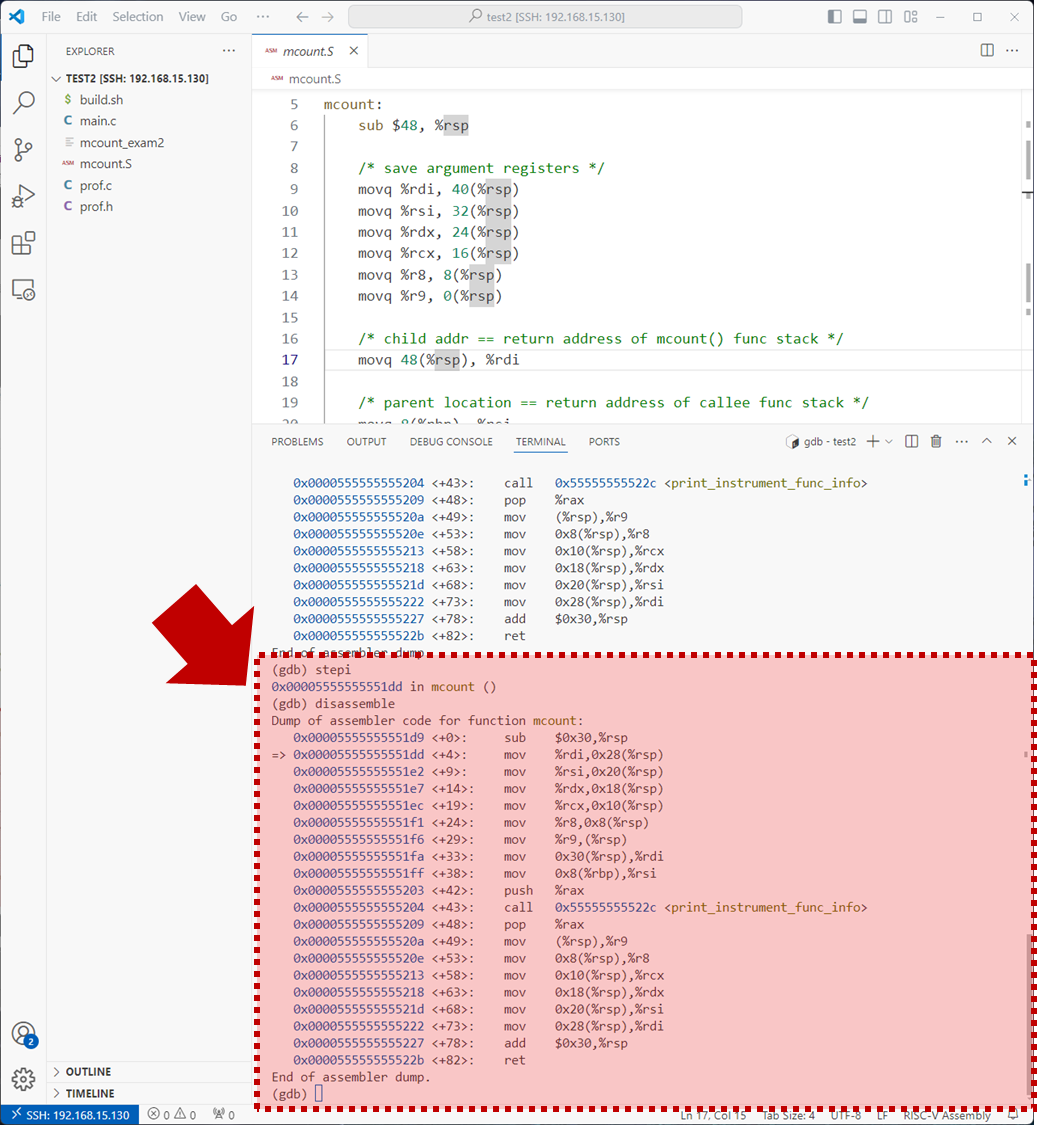 File Edit Selection View Go ··· test2 [SSH: 192.168.15.130]
EXPLORER ···
TEST2 [SSH: 192.168.15.130]
$ build.sh
C main.c
mcount_exam2
ASM mcount.S
C prof.c
C prof.h
OUTLINE
TIMELINE
2
ASM mcount.S
ASM mcount.S
5 mcount:
6 sub $48, %rsp
7
8 /* save argument registers */
9 movq %rdi, 40(%rsp)
10 movq %rsi, 32(%rsp)
11 movq %rdx, 24(%rsp)
12 movq %rcx, 16(%rsp)
13 movq %r8, 8(%rsp)
14 movq %r9, 0(%rsp)
15
16 /* child addr == return address of mcount() func stack */
17 movq 48(%rsp), %rdi
18
19 /* parent location == return address of callee func stack */
20 movq 8(%rbp), %rsi
PROBLEMS OUTPUT DEBUG CONSOLE TERMINAL PORTS gdb - test2
0x0000555555555204 <+43>: call 0x55555555522c <print_instrument_func_info>
0x0000555555555209 <+48>: pop %rax
0x000055555555520a <+49>: mov (%rsp),%r9
0x000055555555520e <+53>: mov 0x8(%rsp),%r8
0x0000555555555213 <+58>: mov 0x10(%rsp),%rcx
0x0000555555555218 <+63>: mov 0x18(%rsp),%rdx
0x000055555555521d <+68>: mov 0x20(%rsp),%rsi
0x0000555555555222 <+73>: mov 0x28(%rsp),%rdi
0x0000555555555227 <+78>: add $0x30,%rsp
0x000055555555522b <+82>: ret
End of assembler dump.
(gdb) stepi
0x00005555555551dd in mcount ()
(gdb) disassemble
Dump of assembler code for function mcount:
0x00005555555551d9 <+0>: sub $0x30,%rsp
=> 0x00005555555551dd <+4>: mov %rdi,0x28(%rsp)
0x00005555555551e2 <+9>: mov %rsi,0x20(%rsp)
0x00005555555551e7 <+14>: mov %rdx,0x18(%rsp)
0x00005555555551ec <+19>: mov %rcx,0x10(%rsp)
0x00005555555551f1 <+24>: mov %r8,0x8(%rsp)
0x00005555555551f6 <+29>: mov %r9,(%rsp)
0x00005555555551fa <+33>: mov 0x30(%rsp),%rdi
0x00005555555551ff <+38>: mov 0x8(%rbp),%rsi
0x0000555555555203 <+42>: push %rax
0x0000555555555204 <+43>: call 0x55555555522c <print_instrument_func_info>
0x0000555555555209 <+48>: pop %rax
0x000055555555520a <+49>: mov (%rsp),%r9
0x000055555555520e <+53>: mov 0x8(%rsp),%r8
0x0000555555555213 <+58>: mov 0x10(%rsp),%rcx
0x0000555555555218 <+63>: mov 0x18(%rsp),%rdx
0x000055555555521d <+68>: mov 0x20(%rsp),%rsi
0x0000555555555222 <+73>: mov 0x28(%rsp),%rdi
0x0000555555555227 <+78>: add $0x30,%rsp
0x000055555555522b <+82>: ret
End of assembler dump.
(gdb)
SSH: 192.168.15.130 0 0 0 Ln 17, Col 15 Tab Size: 4 UTF-8 LF RISC-V Assembly